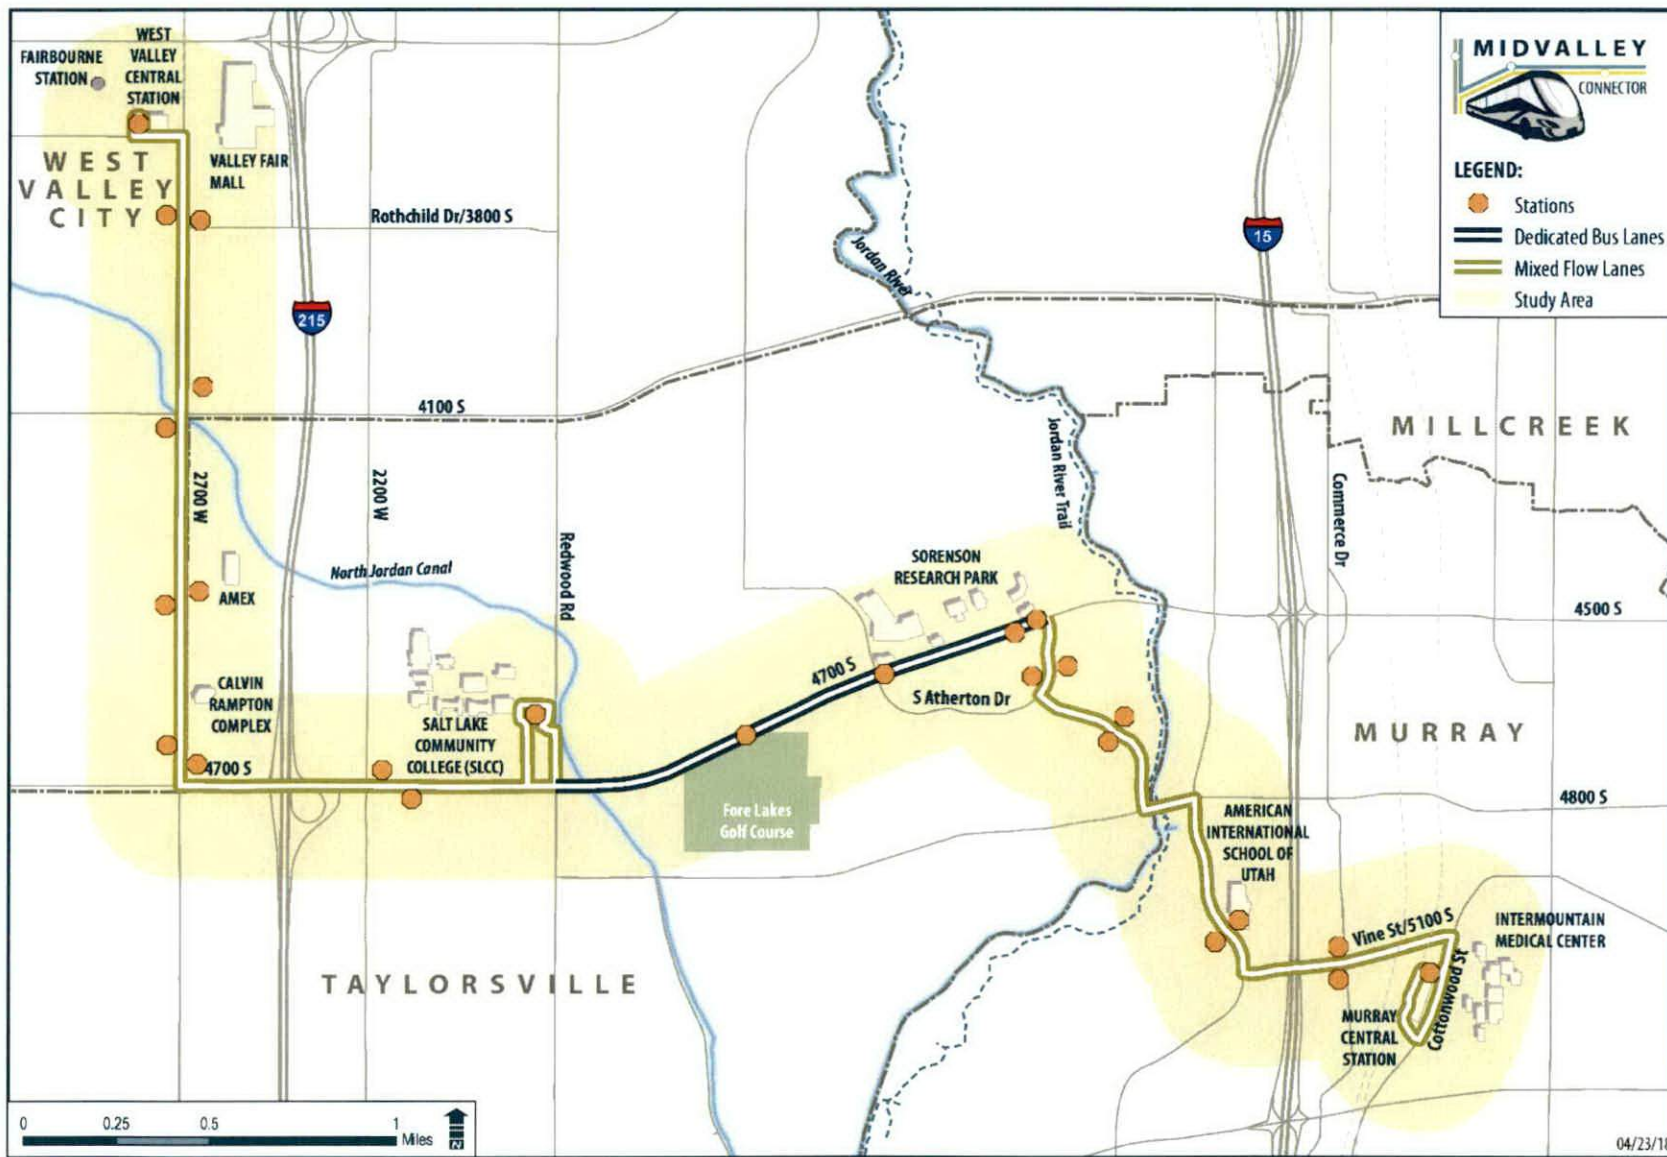 WEST
VALLEY
CENTRAL
STATION
FAIRBOURNE
STATION
VALLEY FAIR
MALL
WEST
VALLEY
CITY
Rothchild Dr/3800 S
215
Jordan River
15
MIDVALLEY
CONNECTOR
LEGEND:
Stations
Dedicated Bus Lanes
Mixed Flow Lanes
Study Area
4100 S
2700 W
2200 W
Redwood Rd
North Jordan Canal
AMEX
CALVIN
RAMPTON
COMPLEX
4700 S
SALT LAKE
COMMUNITY
COLLEGE (SLCC)
SORENSON
RESEARCH PARK
4700 S
S Atherton Dr
Jordan River Trail
Commerce Dr
MILLCREEK
4500 S
MURRAY
4800 S
Fore Lakes
Golf Course
AMERICAN
INTERNATIONAL
SCHOOL OF
UTAH
Vine St/5100 S
INTERMOUNTAIN
MEDICAL CENTER
Cottonwood St
MURRAY
CENTRAL
STATION
TAYLORSVILLE
0 0.25 0.5 1
Miles
N
04/23/18